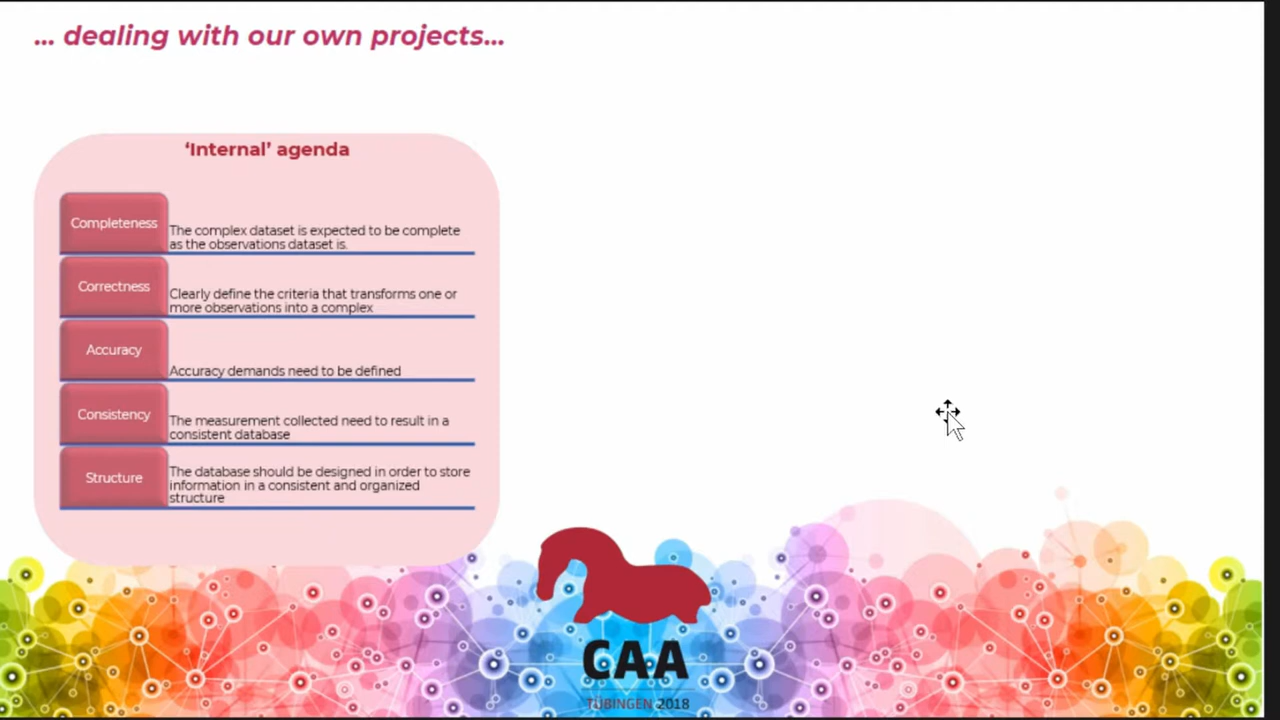 ... dealing with our own projects...
‘Internal’ agenda
Completeness
The complex dataset is expected to be complete
as the observations dataset is.
Correctness
Clearly define the criteria that transforms one or
more observations into a complex
Accuracy
Accuracy demands need to be defined
Consistency
The measurement collected need to result in a
consistent database
Structure
The database should be designed in order to store
information in a consistent and organized
structure
CAA
TÜBINGEN 2018